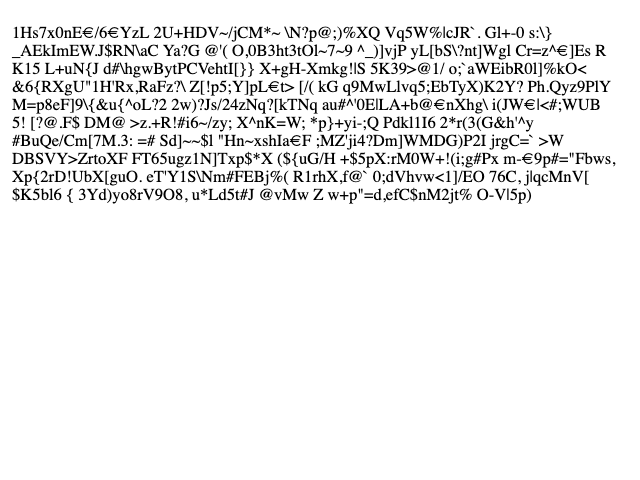 1Hs7x0nE€/6€YzL 2U+HDV~/jCM*~ \N?p@;)%XQ Vq5W%|cJR`. Gl+-0 s:\}
_AEkImEW.J$RN\aC Ya?G @'( O,0B3ht3tOl~7~9 ^_)]vjP yL[bS\?nt]Wgl Cr=z^€]Es R
K15 L+uN{J d#\hgwBytPCVehtI[}} X+gH-Xmkg!|S 5K39>@1/ o;`aWEibR0l]%kO<
&6{RXgU"1H'Rx,RaFz?\ Z[!p5;Y]pL€t> [/( kG q9MwLlvq5;EbTyX)K2Y? Ph.Qyz9PlY
M=p8eF]9\{&u{^oL?2 2w)?Js/24zNq?[kTNq au#^'0E|LA+b@€nXhg\ i(JW€|<#;WUB
5! [?@.F$ DM@ >z.+R!#i6~/zy; X^nK=W; *p}+yi-;Q Pdkl1I6 2*r(3(G&h'^y
#BuQe/Cm[7M.3: =# Sd]~~$l "Hn~xshIa€F ;MZ'ji4?Dm]WMDG)P2I jrgC=` >W
DBSVY>ZrtoXF FT65ugz1N]Txp$*X ($​{uG/H +$5pX:rM0W+!(i;g#Px m-€9p#="Fbws,
Xp{2rD!UbX[guO. eT'Y1S\Nm#FEBj%( R1rhX,f@` 0;dVhvw<1]/EO 76C, j|qcMnV[
$K5bl6 { 3Yd)yo8rV9O8, u*Ld5t#J @vMw Z w+p"=d,efC$nM2jt% O-V|5p)